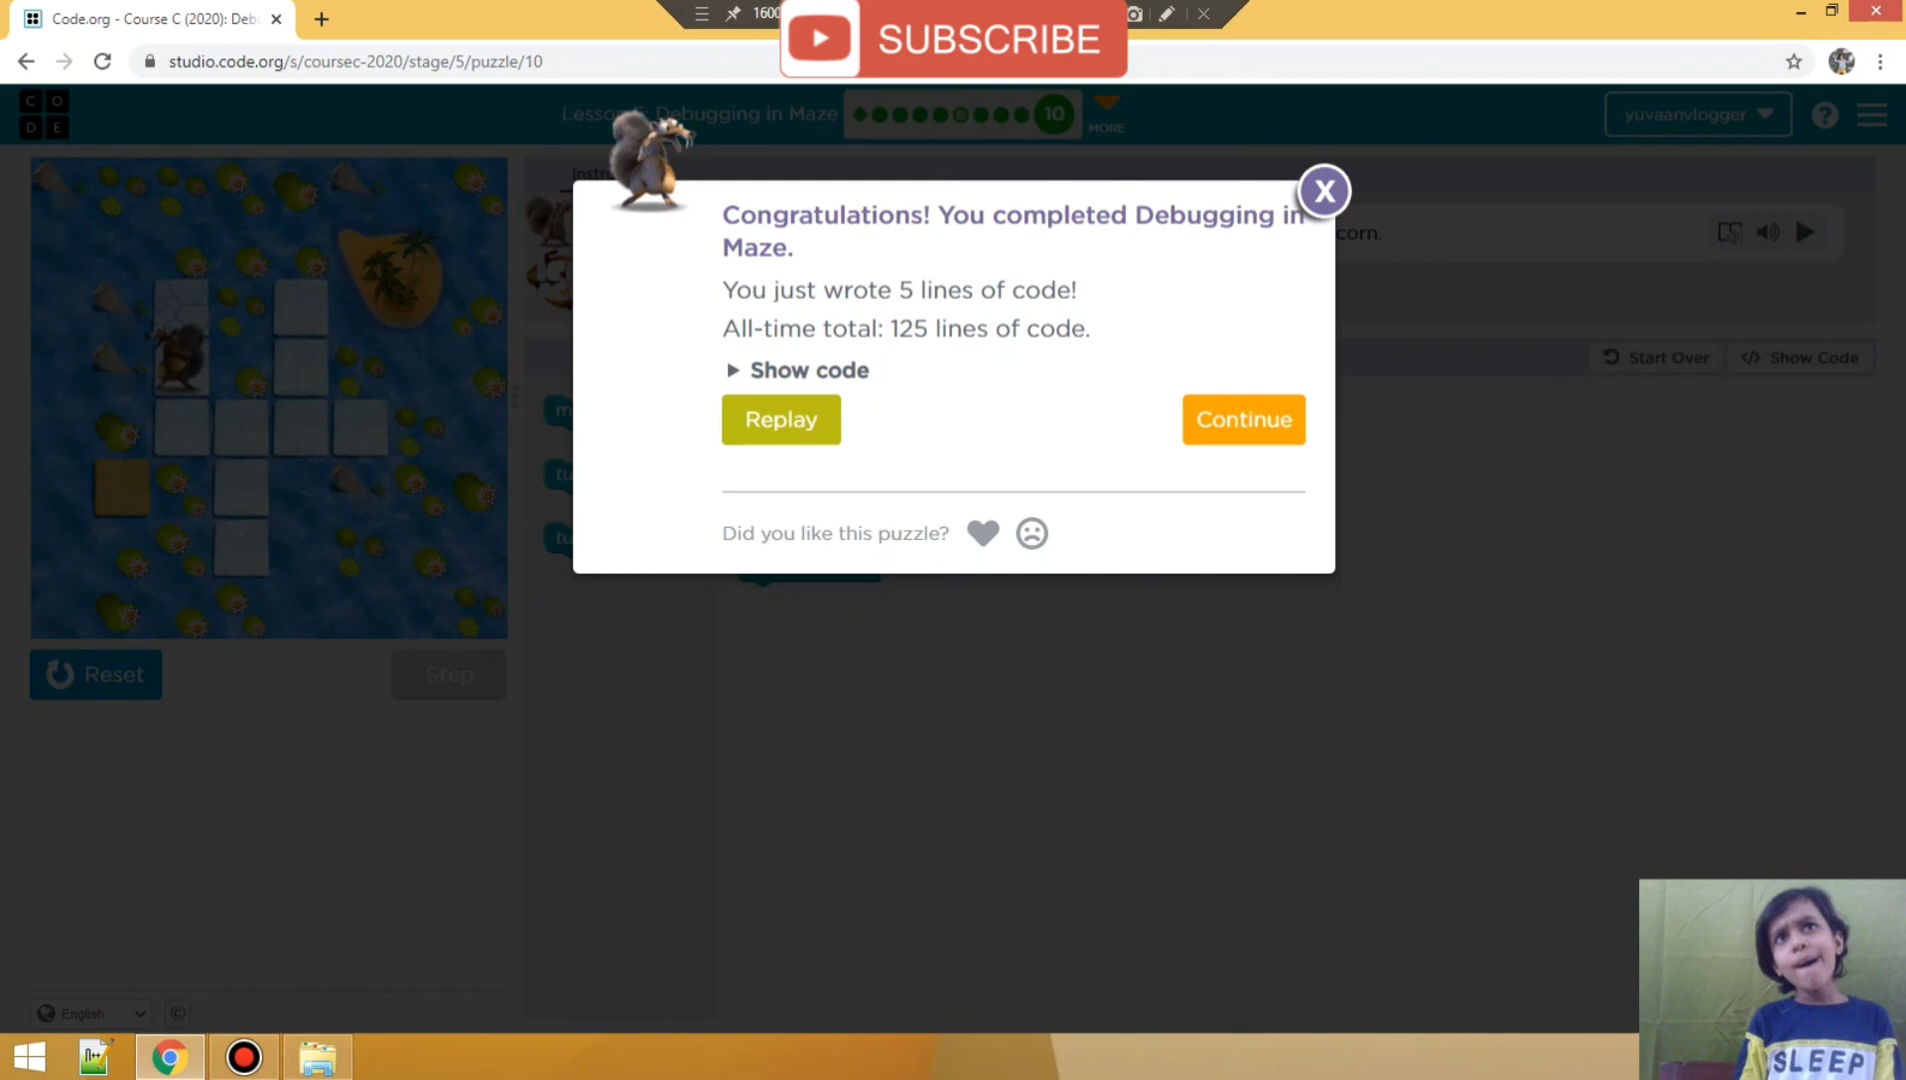 Code.org - Course C (2020): Deb
1600
SUBSCRIBE
studio.code.org/s/coursec-2020/stage/5/puzzle/10
C O
D E
Debugging in Maze
10
MORE
yuvaanvlogger
?
Instru
corn.
X
Congratulations! You completed Debugging in
Maze.
You just wrote 5 lines of code!
All-time total: 125 lines of code.
Show code
Start Over
</> Show Code
Replay
Continue
Did you like this puzzle?
Reset
Step
English
©
SLEEP